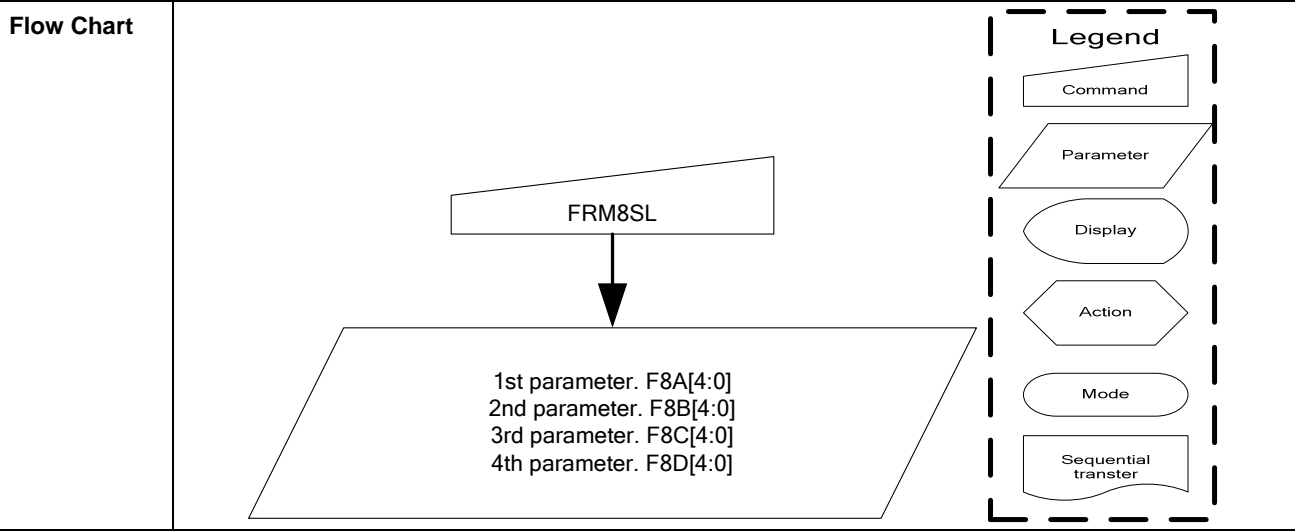 Flow Chart
FRM8SL
1st parameter. F8A[4:0]
2nd parameter. F8B[4:0]
3rd parameter. F8C[4:0]
4th parameter. F8D[4:0]
Legend
Command
Parameter
Display
Action
Mode
Sequential
transter